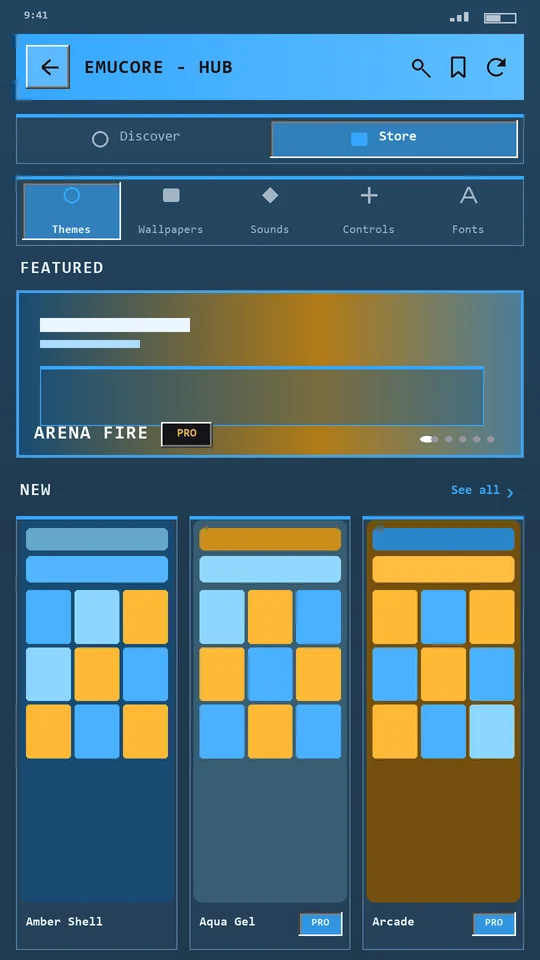 9:41
EMUCORE - HUB
Discover
Store
Themes
Wallpapers
Sounds
Controls
Fonts
FEATURED
ARENA FIRE
PRO
NEW
See all
Amber Shell
Aqua Gel
PRO
Arcade
PRO